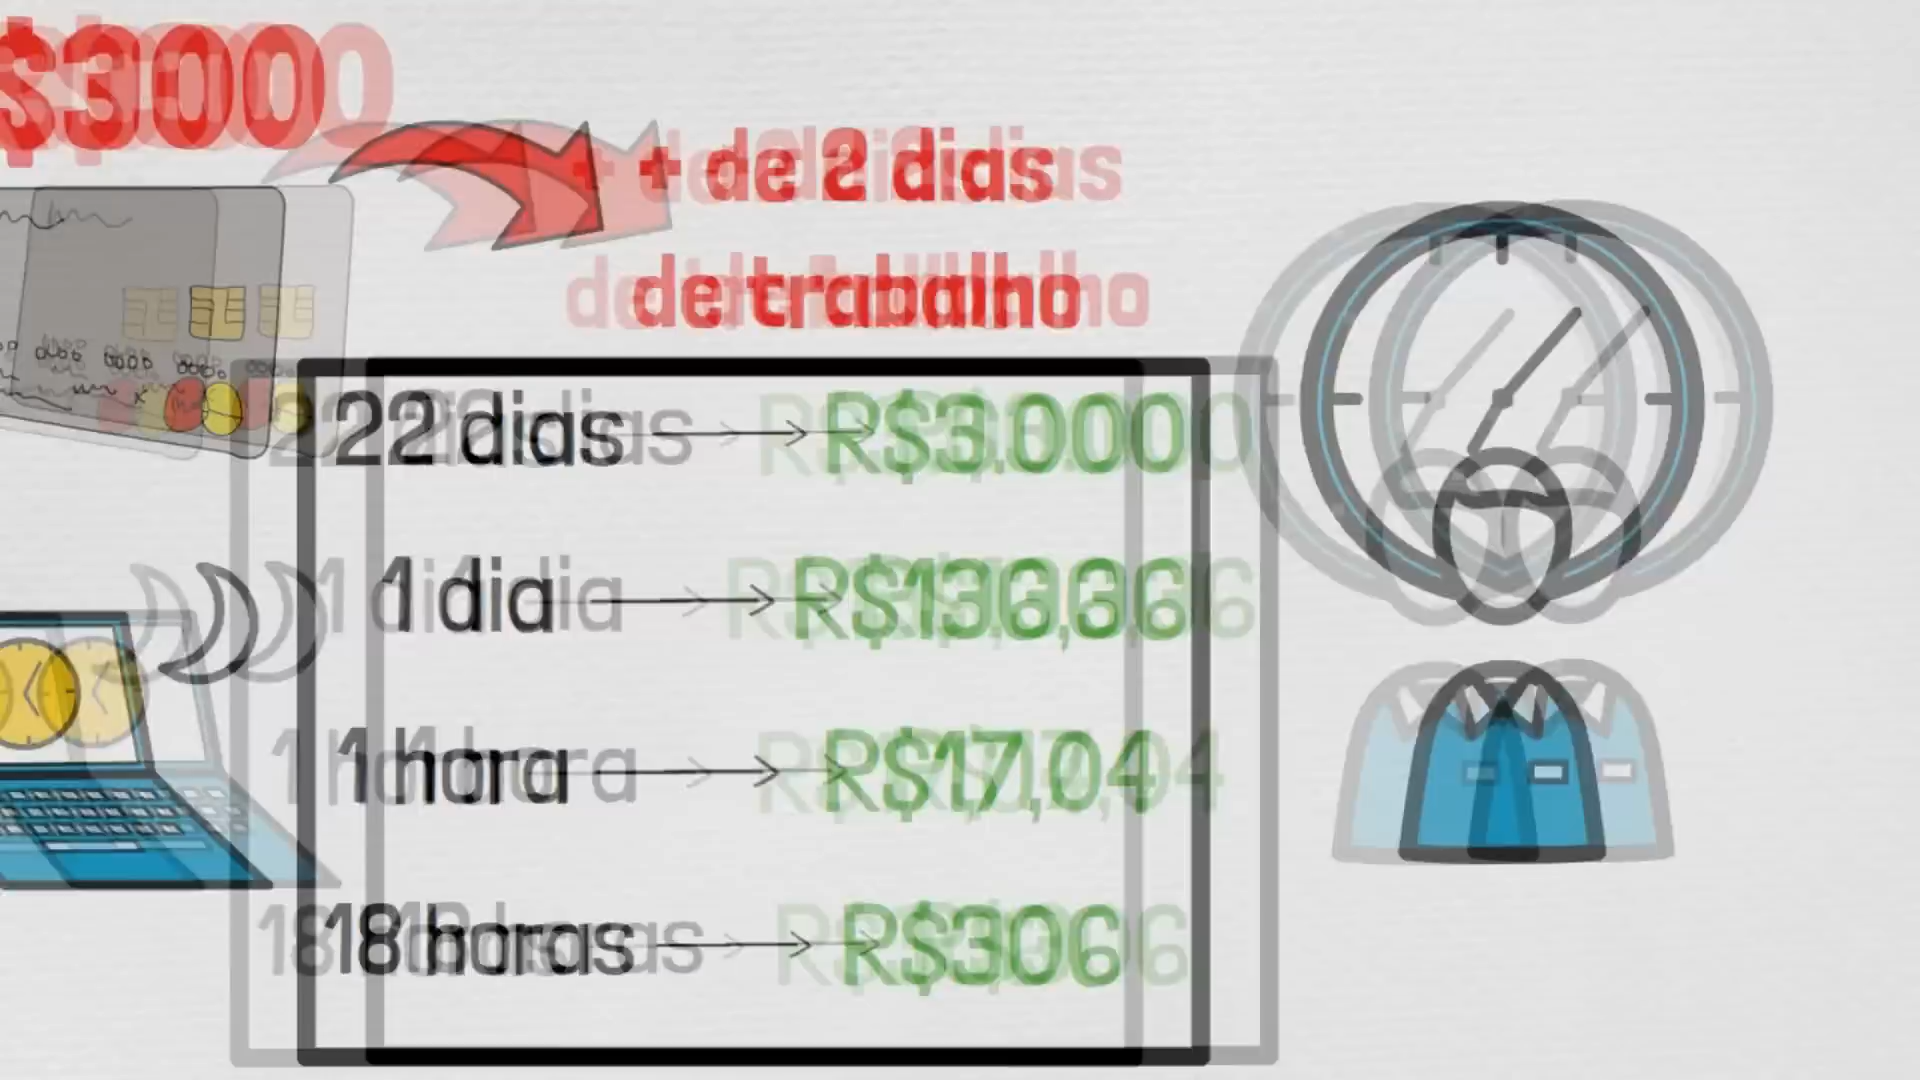 $3000
+ de 2 dias
de trabalho
22 dias R$3.000
1 dia R$136,36
1 hora R$17,04
18 horas R$306